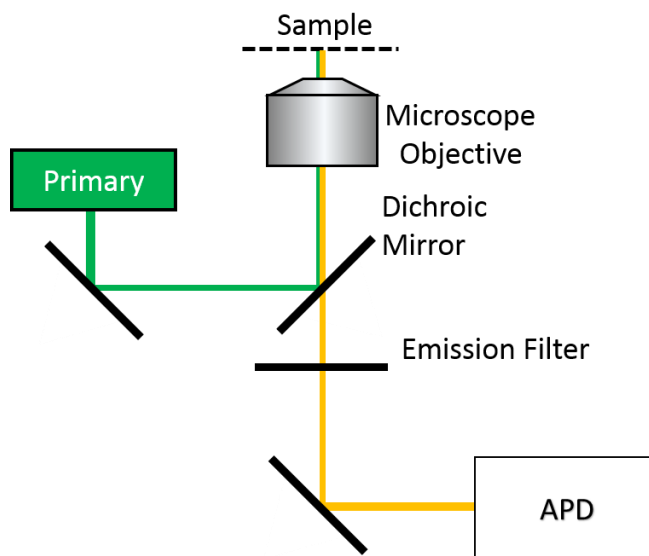 Sample
Microscope
Objective
Primary
Dichroic
Mirror
Emission Filter
APD